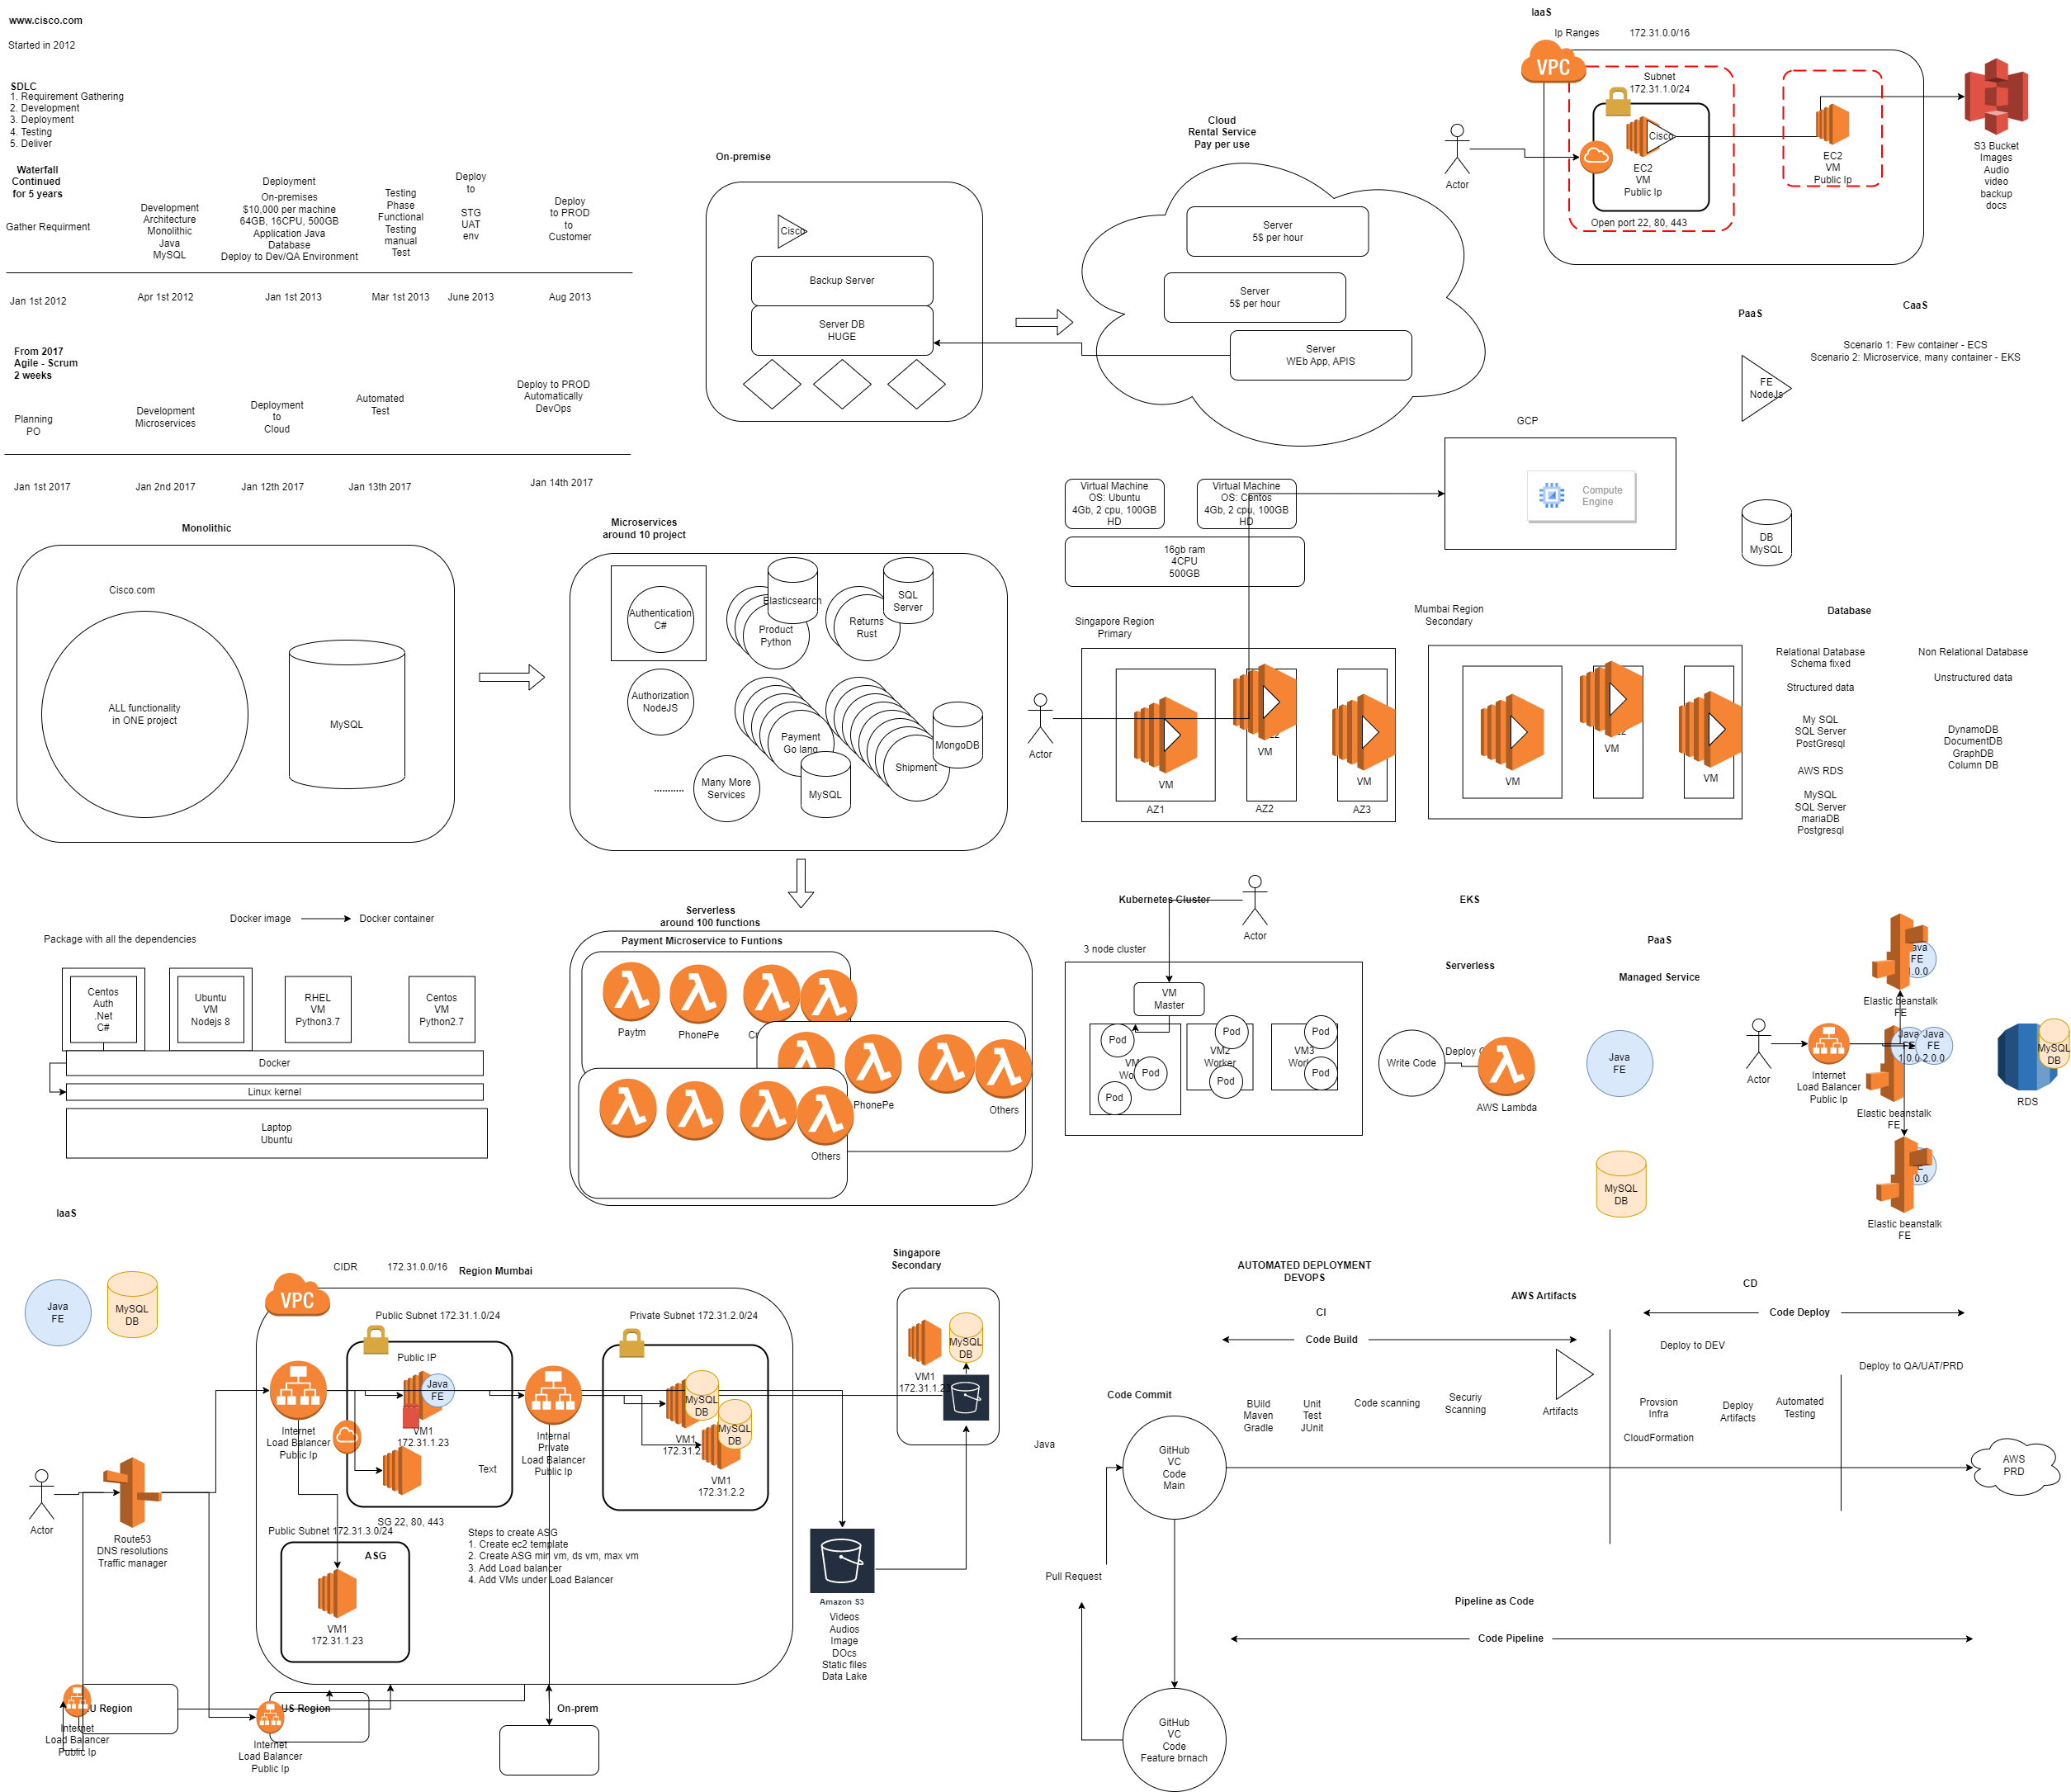 www.cisco.com
Started in 2012
SDLC
1. Requirement Gathering
2. Development
3. Deployment
4. Testing
5. Deliver
Waterfall
Continued
for 5 years
Gather Requirment
Development
Architecture
Monolithic
Java
MySQL
Deployment
On-premises
$10,000 per machine
64GB, 16CPU, 500GB
Application Java
Database
Deploy to Dev/QA Environment
Testing
Phase
Functional
Testing
manual
Test
Deploy
to
STG
UAT
env
Deploy
to PROD
to
Customer
Jan 1st 2012
Apr 1st 2012
Jan 1st 2013
Mar 1st 2013
June 2013
Aug 2013
From 2017
Agile - Scrum
2 weeks
Planning
PO
Development
Microservices
Deployment
to
Cloud
Automated
Test
Deploy to PROD
Automatically
DevOps
Jan 1st 2017
Jan 2nd 2017
Jan 12th 2017
Jan 13th 2017
Jan 14th 2017
On-premise
Cisco
Backup Server
Server DB
HUGE
Cloud
Rental Service
Pay per use
Server
5$ per hour
Server
5$ per hour
Server
WEb App, APIS
IaaS
Ip Ranges
172.31.0.0/16
VPC
Subnet
172.31.1.0/24
Cisco
EC2
VM
Public Ip
Open port 22, 80, 443
EC2
VM
Public Ip
Actor
S3 Bucket
Images
Audio
video
backup
docs
PaaS
FE
NodeJs
DB
MySQL
CaaS
Scenario 1: Few container - ECS
Scenario 2: Microservice, many container - EKS
GCP
Compute
Engine
Virtual Machine
OS: Ubuntu
4Gb, 2 cpu, 100GB
HD
Virtual Machine
OS: Centos
4Gb, 2 cpu, 100GB
HD
16gb ram
4CPU
500GB
Monolithic
Cisco.com
ALL functionality
in ONE project
MySQL
Microservices
around 10 project
Authentication
C#
Elasticsearch
Product
Python
Returns
Rust
SQL
Server
Authorization
NodeJS
Payment
Go lang
MySQL
Shipment
MongoDB
............
Many More
Services
Singapore Region
Primary
Actor
VM
AZ1
VM
AZ2
VM
AZ3
Mumbai Region
Secondary
VM
VM
VM
Database
Relational Database
Schema fixed
Structured data
My SQL
SQL Server
PostGresql
AWS RDS
MySQL
SQL Server
mariaDB
Postgresql
Non Relational Database
Unstructured data
DynamoDB
DocumentDB
GraphDB
Column DB
Docker image
Docker container
Package with all the dependencies
Centos
Auth
.Net
C#
Ubuntu
VM
Nodejs 8
RHEL
VM
Python3.7
Centos
VM
Python2.7
Docker
Linux kernel
Laptop
Ubuntu
Serverless
around 100 functions
Payment Microservice to Funtions
Paytm
PhonePe
PhonePe
Others
Others
Kubernetes Cluster
Actor
3 node cluster
VM
Master
Pod
Pod
Pod
VM2
Worker
Pod
Pod
VM3
Pod
Pod
EKS
Serverless
Write Code
Deploy
AWS Lambda
PaaS
Managed Service
Java
FE
MySQL
DB
Actor
Internet
Load Balancer
Public Ip
FE
1.0.0
Elastic beanstalk
FE
Java
FE
1.0.0
Java
FE
2.0.0
Elastic beanstalk
FE
Elastic beanstalk
FE
MySQL
DB
RDS
IaaS
Java
FE
MySQL
DB
CIDR
172.31.0.0/16
Region Mumbai
VPC
Public Subnet 172.31.1.0/24
Public IP
Java
FE
VM1
172.31.1.23
Text
SG 22, 80, 443
Internet
Load Balancer
Public Ip
Internal
Private
Load Balancer
Public Ip
Private Subnet 172.31.2.0/24
MySQL
DB
MySQL
DB
VM1
VM1
172.31.2.2
Public Subnet 172.31.3.0/24
ASG
VM1
172.31.1.23
Steps to create ASG
1. Create ec2 template
2. Create ASG min vm, ds vm, max vm
3. Add Load balancer
4. Add VMs under Load Balancer
Actor
Route53
DNS resolutions
Traffic manager
U Region
Internet
Load Balancer
Public Ip
US Region
Internet
Load Balancer
Public Ip
On-prem
Singapore
Secondary
MySQL
DB
VM1
172.31.1.23
Amazon S3
Videos
Audios
Image
DOcs
Static files
Data Lake
AUTOMATED DEPLOYMENT
DEVOPS
CI
Code Build
AWS Artifacts
CD
Code Deploy
Deploy to DEV
Deploy to QA/UAT/PRD
Code Commit
BUild
Maven
Gradle
Unit
Test
JUnit
Code scanning
Securiy
Scanning
Artifacts
Provsion
Infra
CloudFormation
Deploy
Artifacts
Automated
Testing
Java
GitHub
VC
Code
Main
AWS
PRD
Pull Request
Pipeline as Code
Code Pipeline
GitHub
VC
Code
Feature brnach